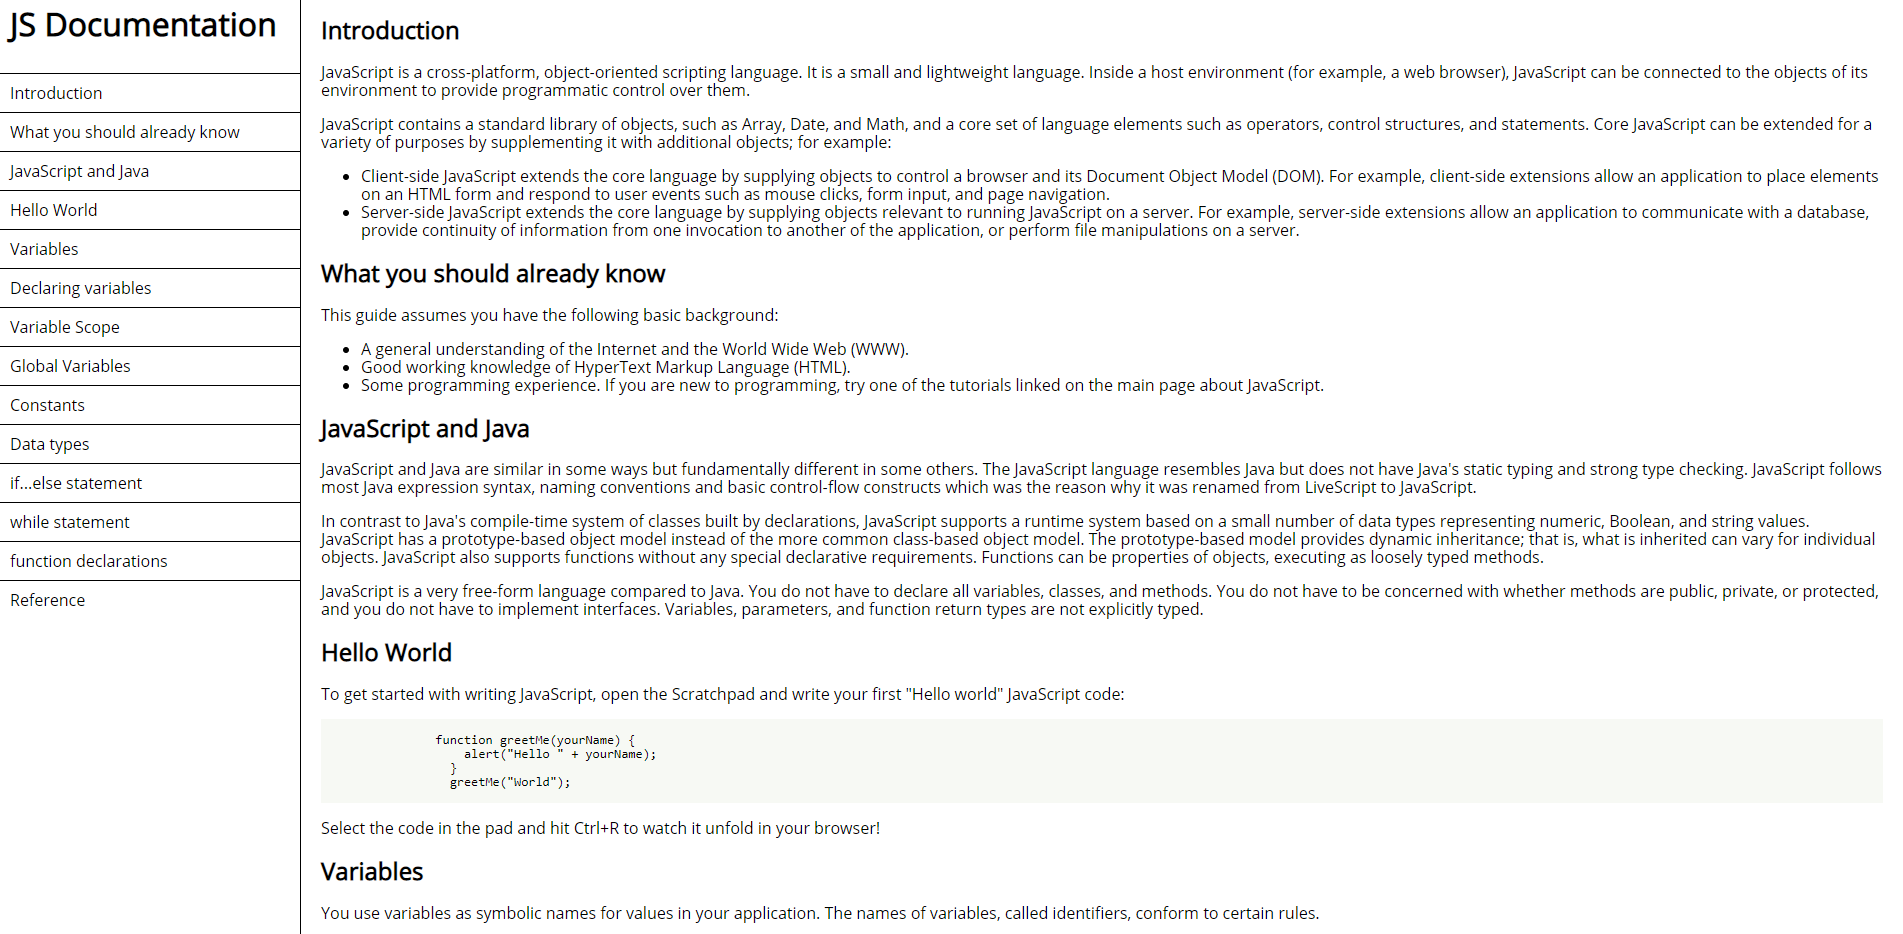 JS Documentation
Introduction
What you should already know
JavaScript and Java
Hello World
Variables
Declaring variables
Variable Scope
Global Variables
Constants
Data types
if...else statement
while statement
function declarations
Reference
Introduction
JavaScript is a cross-platform, object-oriented scripting language. It is a small and lightweight language. Inside a host environment (for example, a web browser), JavaScript can be connected to the objects of its
environment to provide programmatic control over them.
JavaScript contains a standard library of objects, such as Array, Date, and Math, and a core set of language elements such as operators, control structures, and statements. Core JavaScript can be extended for a
variety of purposes by supplementing it with additional objects; for example:
• Client-side JavaScript extends the core language by supplying objects to control a browser and its Document Object Model (DOM). For example, client-side extensions allow an application to place elements
on an HTML form and respond to user events such as mouse clicks, form input, and page navigation.
• Server-side JavaScript extends the core language by supplying objects relevant to running JavaScript on a server. For example, server-side extensions allow an application to communicate with a database,
provide continuity of information from one invocation to another of the application, or perform file manipulations on a server.
What you should already know
This guide assumes you have the following basic background:
• A general understanding of the Internet and the World Wide Web (WWW).
• Good working knowledge of HyperText Markup Language (HTML).
• Some programming experience. If you are new to programming, try one of the tutorials linked on the main page about JavaScript.
JavaScript and Java
JavaScript and Java are similar in some ways but fundamentally different in some others. The JavaScript language resembles Java but does not have Java's static typing and strong type checking. JavaScript follows
most Java expression syntax, naming conventions and basic control-flow constructs which was the reason why it was renamed from LiveScript to JavaScript.
In contrast to Java's compile-time system of classes built by declarations, JavaScript supports a runtime system based on a small number of data types representing numeric, Boolean, and string values.
JavaScript has a prototype-based object model instead of the more common class-based object model. The prototype-based model provides dynamic inheritance; that is, what is inherited can vary for individual
objects. JavaScript also supports functions without any special declarative requirements. Functions can be properties of objects, executing as loosely typed methods.
JavaScript is a very free-form language compared to Java. You do not have to declare all variables, classes, and methods. You do not have to be concerned with whether methods are public, private, or protected,
and you do not have to implement interfaces. Variables, parameters, and function return types are not explicitly typed.
Hello World
To get started with writing JavaScript, open the Scratchpad and write your first "Hello world" JavaScript code:
function greetMe(yourName) {
alert("Hello " + yourName);
}
greetMe("World");
Select the code in the pad and hit Ctrl+R to watch it unfold in your browser!
Variables
You use variables as symbolic names for values in your application. The names of variables, called identifiers, conform to certain rules.